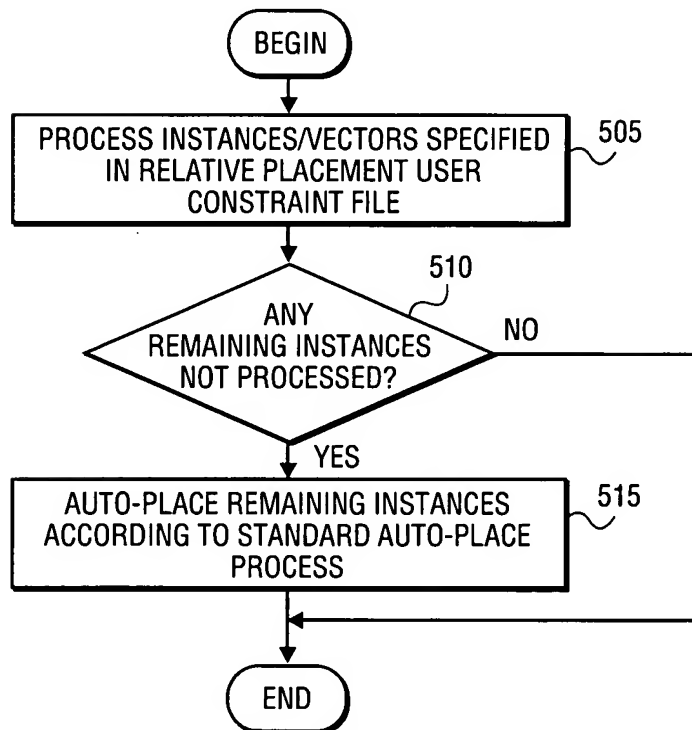 BEGIN
PROCESS INSTANCES/VECTORS SPECIFIED
IN RELATIVE PLACEMENT USER
CONSTRAINT FILE
505
510
ANY
REMAINING INSTANCES
NOT PROCESSED?
NO
YES
AUTO-PLACE REMAINING INSTANCES
ACCORDING TO STANDARD AUTO-PLACE
PROCESS
515
END